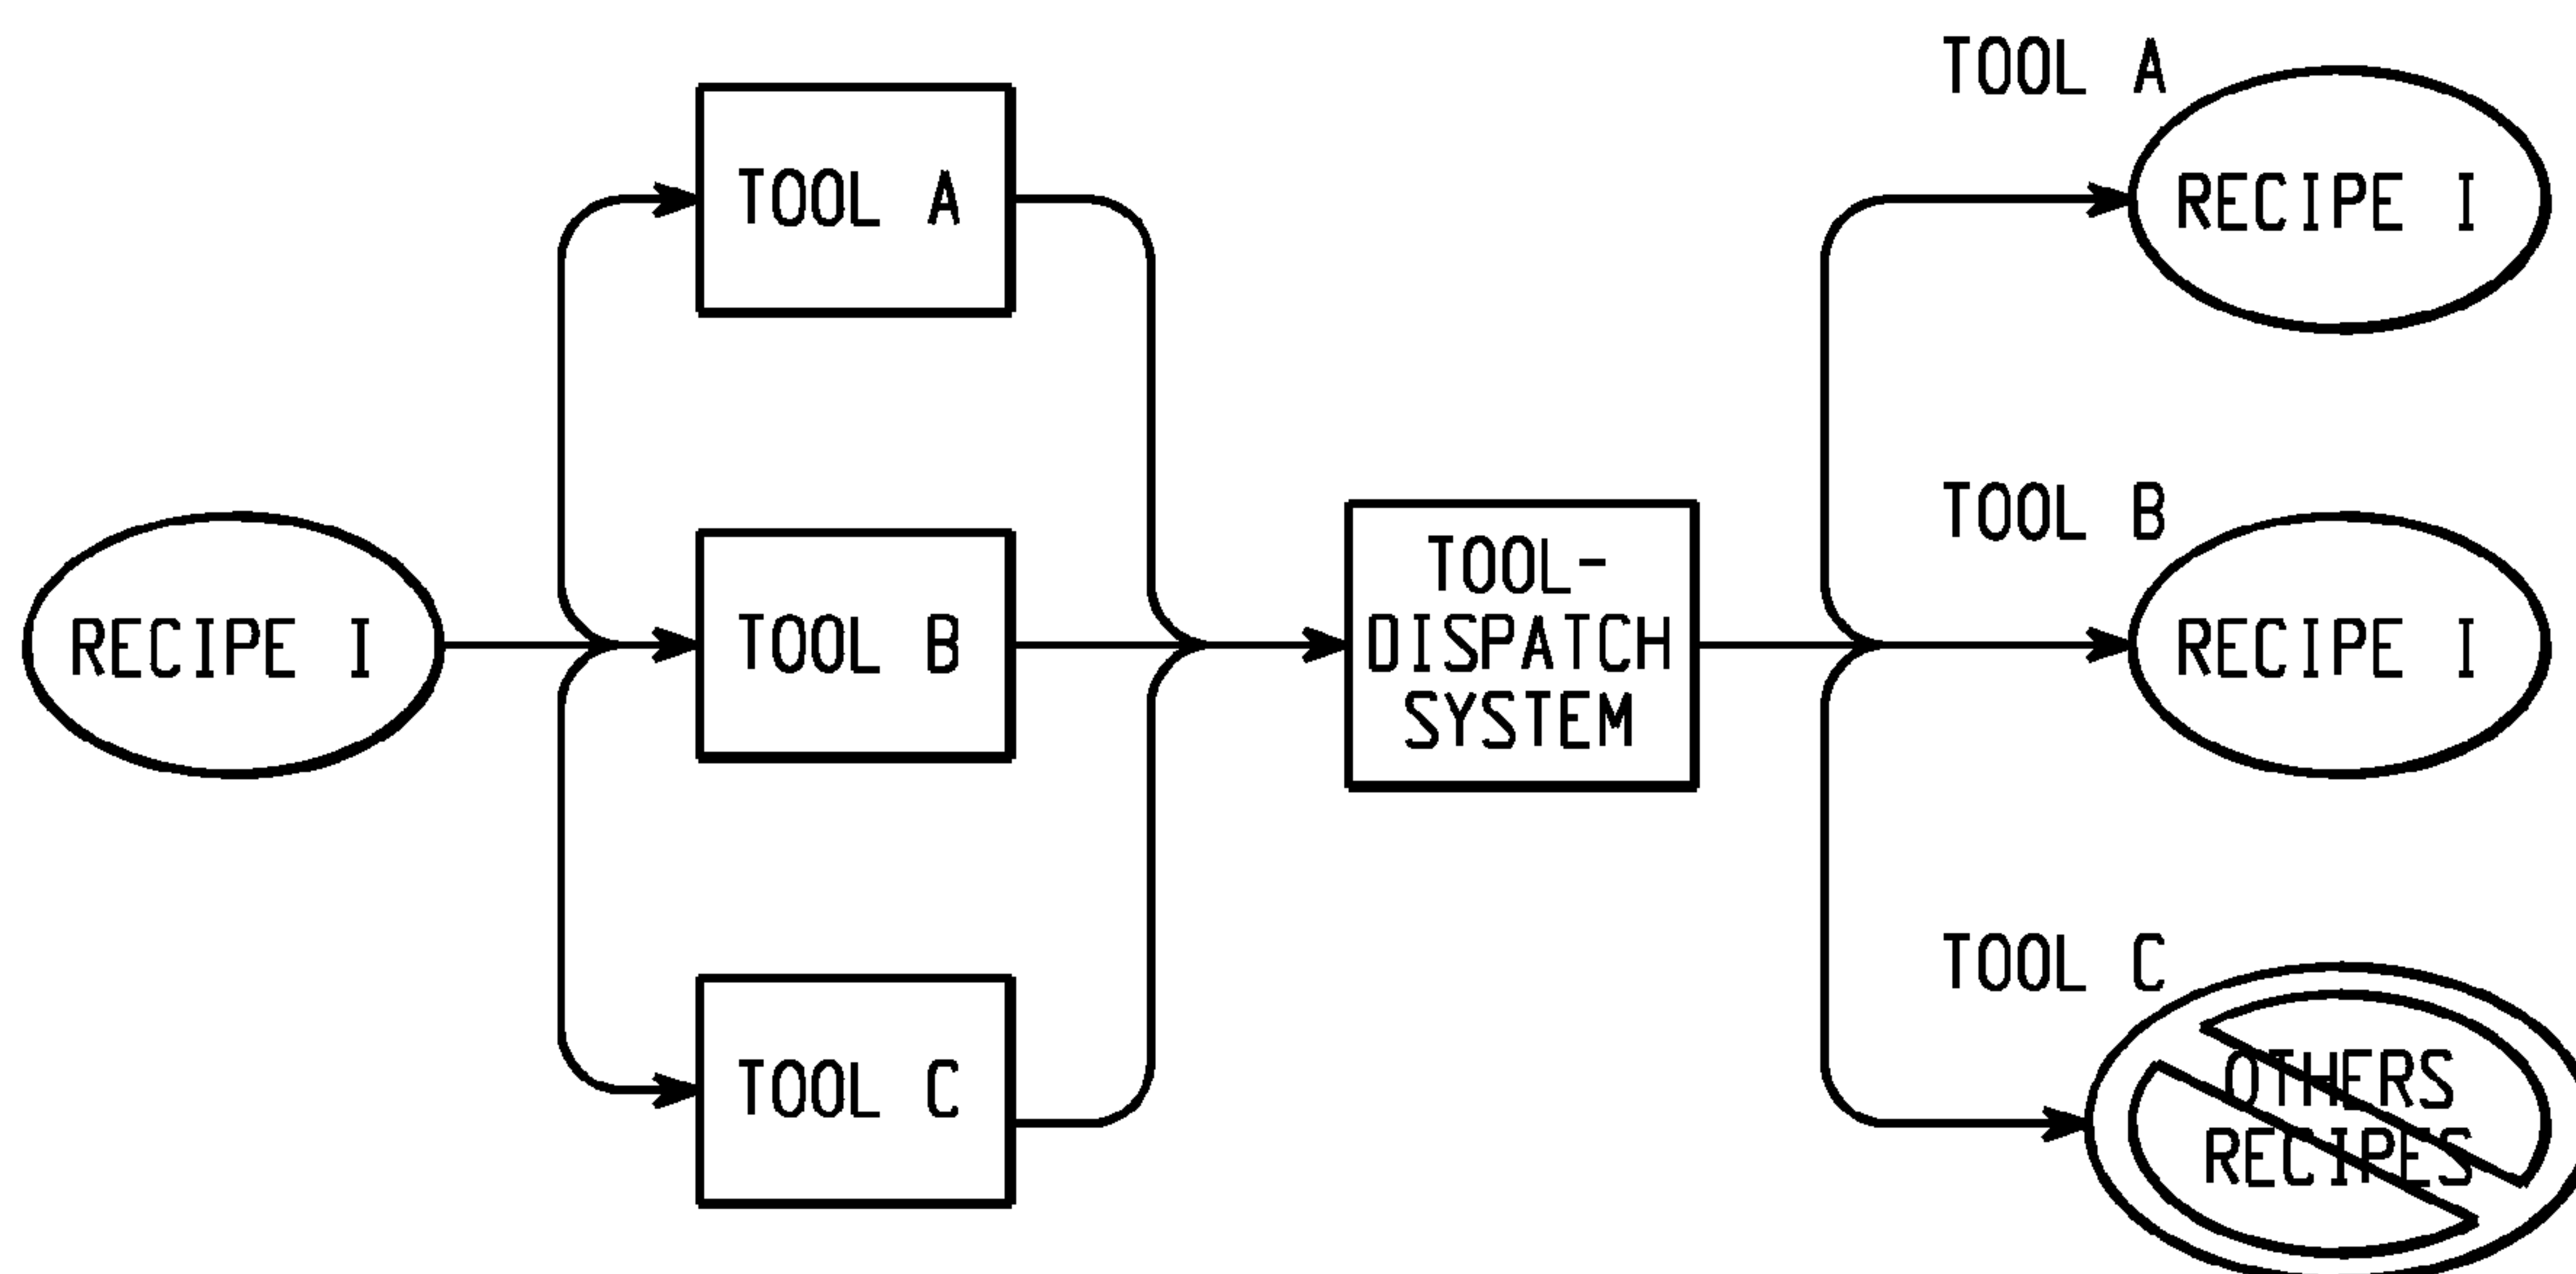 RECIPE I
TOOL A
TOOL B
TOOL C
TOOL-
DISPATCH
SYSTEM
TOOL A
RECIPE I
TOOL B
RECIPE I
TOOL C
OTHERS
RECIPES